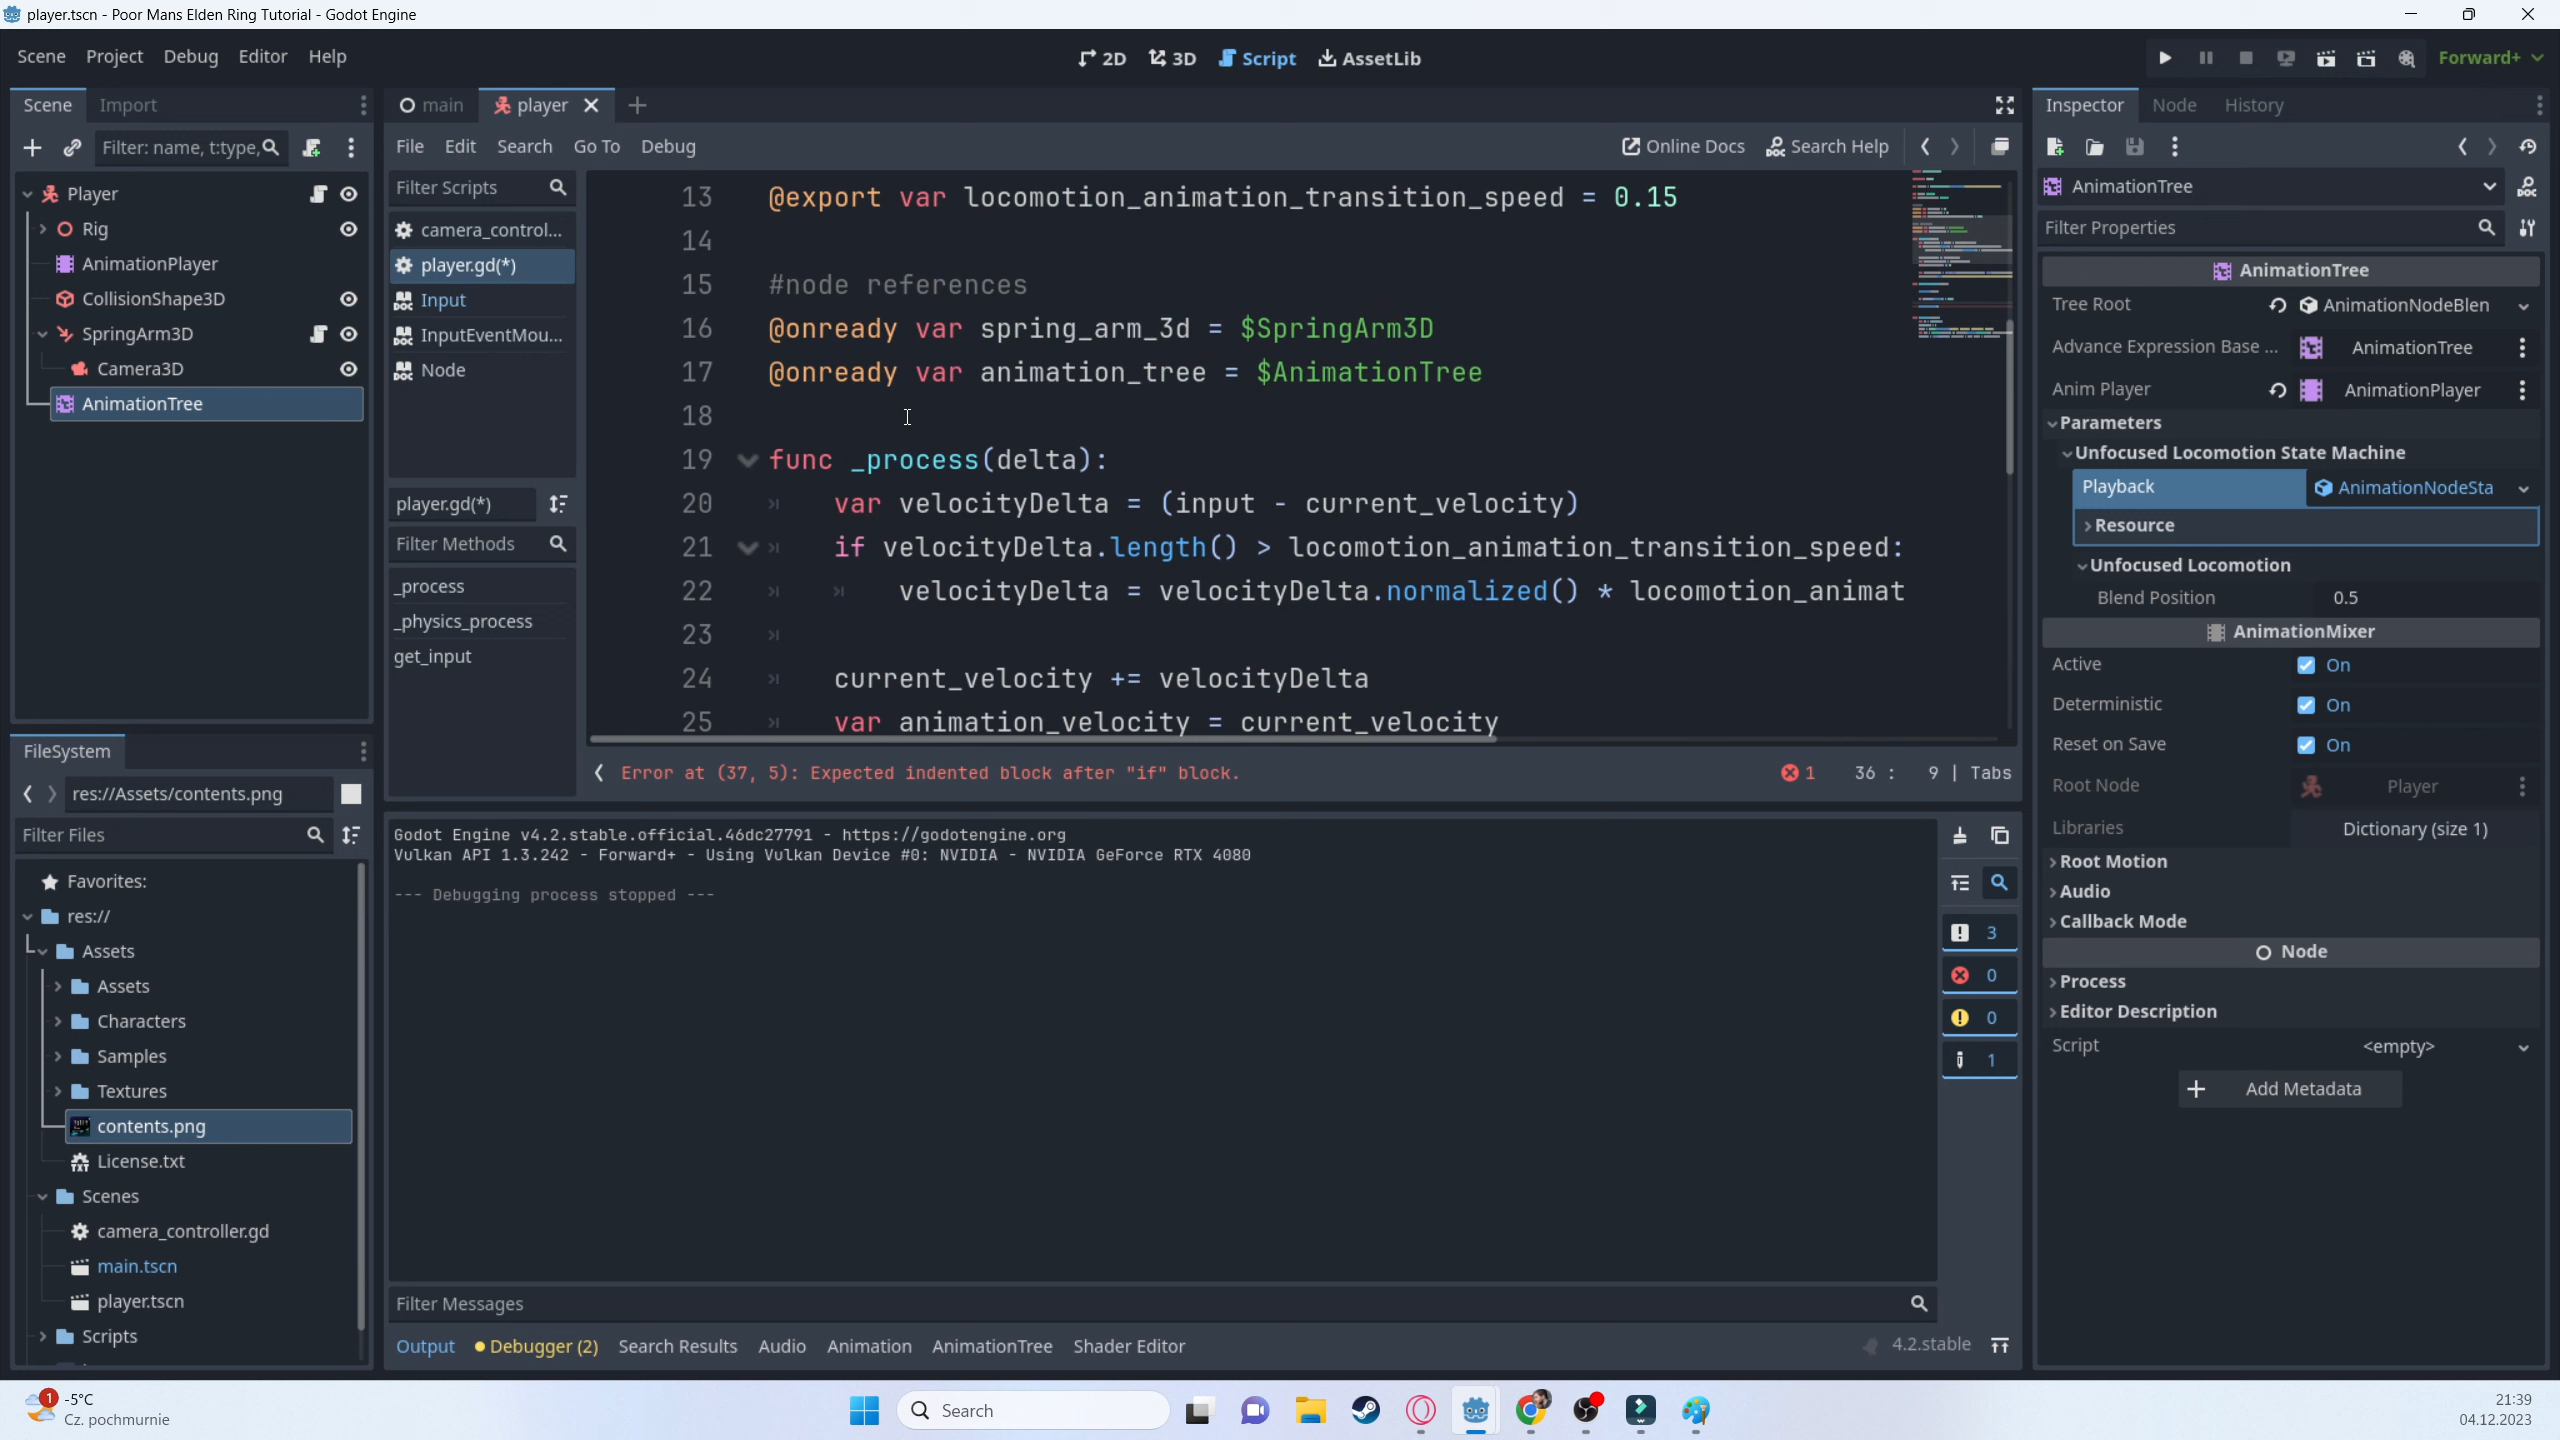 player.tscn - Poor Mans Elden Ring Tutorial - Godot Engine
Scene Project Debug Editor Help
2D 3D Script AssetLib
Forward+
Scene Import
Filter: name, t:type,
Player
Rig
AnimationPlayer
CollisionShape3D
SpringArm3D
Camera3D
AnimationTree
FileSystem
res://Assets/contents.png
Filter Files
Favorites:
res://
Assets
Assets
Characters
Samples
Textures
contents.png
License.txt
Scenes
camera_controller.gd
main.tscn
player.tscn
Scripts
main player
File Edit Search Go To Debug
Online Docs Search Help
Filter Scripts
camera_control...
player.gd(*)
Input
InputEventMou...
Node
player.gd(*)
Filter Methods
_process
_physics_process
get_input
13 @export var locomotion_animation_transition_speed = 0.15
14
15 #node references
16 @onready var spring_arm_3d = $SpringArm3D
17 @onready var animation_tree = $AnimationTree
18
19 func _process(delta):
20 var velocityDelta = (input - current_velocity)
21 if velocityDelta.length() > locomotion_animation_transition_speed:
22 velocityDelta = velocityDelta.normalized() * locomotion_animat
23
24 current_velocity += velocityDelta
25 var animation_velocity = current_velocity
Error at (37, 5): Expected indented block after "if" block.
1 36 : 9 | Tabs
Godot Engine v4.2.stable.official.46dc27791 - https://godotengine.org
Vulkan API 1.3.242 - Forward+ - Using Vulkan Device #0: NVIDIA - NVIDIA GeForce RTX 4080
--- Debugging process stopped ---
3
0
0
1
Filter Messages
Output Debugger (2) Search Results Audio Animation AnimationTree Shader Editor
4.2.stable
Inspector Node History
AnimationTree
Filter Properties
AnimationTree
Tree Root AnimationNodeBlen
Advance Expression Base ... AnimationTree
Anim Player AnimationPlayer
Parameters
Unfocused Locomotion State Machine
Playback AnimationNodeSta
Resource
Unfocused Locomotion
Blend Position 0.5
AnimationMixer
Active On
Deterministic On
Reset on Save On
Root Node Player
Libraries Dictionary (size 1)
Root Motion
Audio
Callback Mode
Node
Process
Editor Description
Script <empty>
Add Metadata
1
-5°C
Cz. pochmurnie
Search
21:39
04.12.2023